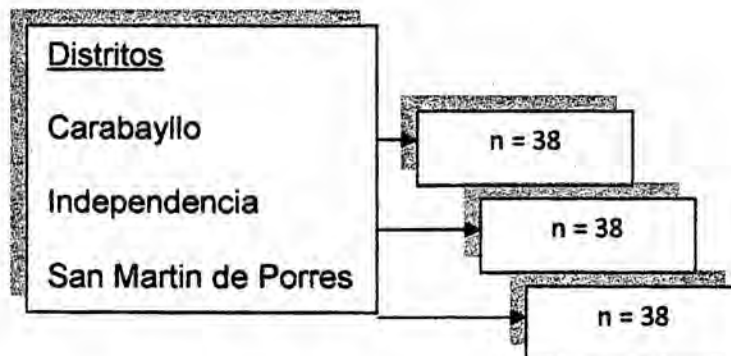 Distritos
Carabayllo
n = 38
Independencia
n = 38
San Martin de Porres
n = 38